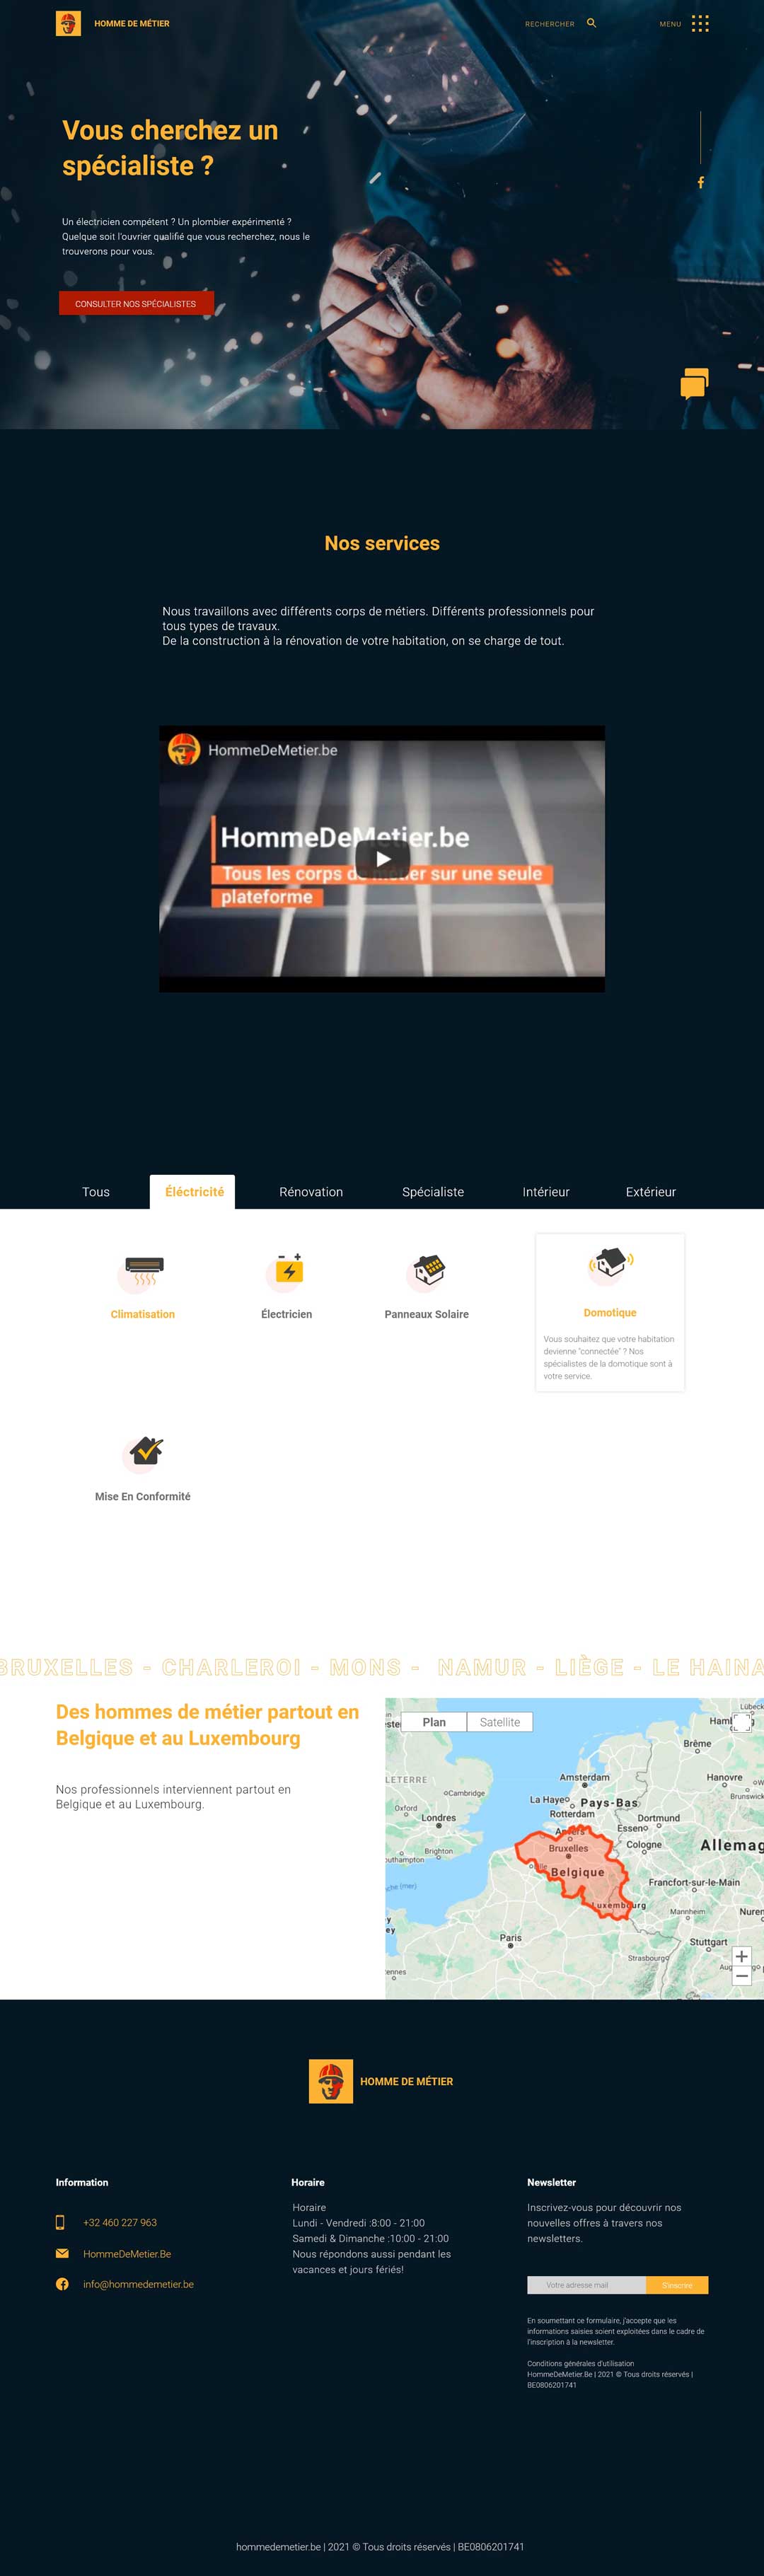 HOMME DE MÉTIER
RECHERCHER
MENU
Vous cherchez un
spécialiste ?
Un électricien compétent ? Un plombier expérimenté ?
Quelque soit l'ouvrier qualifié que vous recherchez, nous le
trouverons pour vous.
CONSULTER NOS SPÉCIALISTES
Nos services
Nous travaillons avec différents corps de métiers. Différents professionnels pour
tous types de travaux.
De la construction à la rénovation de votre habitation, on se charge de tout.
HommeDeMetier.be
HommeDeMetier.be
Tous les corps de métier sur une seule
plateforme
Tous
Éléctricité
Rénovation
Spécialiste
Intérieur
Extérieur
Climatisation
Électricien
Panneaux Solaire
Domotique
Vous souhaitez que votre habitation
devienne "connectée" ? Nos
spécialistes de la domotique sont à
votre service.
Mise En Conformité
BRUXELLES - CHARLEROI - MONS - NAMUR - LIÈGE - LE HAINA
Des hommes de métier partout en
Belgique et au Luxembourg
Nos professionnels interviennent partout en
Belgique et au Luxembourg.
Plan
Satellite
Lübeck
Brême
LETERRE
Amsterdam
Hanovre
Cambridge
La Haye
Pays-Bas
Brunswick
Oxford
Rotterdam
Londres
Dortmund
Essen
Anvers
Cologne
Allemag
Brighton
Bruxelles
outhampton
Belgique
Francfort-sur-le-Main
che (mer)
Luxembourg
Mannheim
Nuren
Paris
Stuttgart
Strasbourg
ennes
HOMME DE MÉTIER
Information
+32 460 227 963
HommeDeMetier.Be
info@hommedemetier.be
Horaire
Horaire
Lundi - Vendredi :8:00 - 21:00
Samedi & Dimanche :10:00 - 21:00
Nous répondons aussi pendant les
vacances et jours fériés!
Newsletter
Inscrivez-vous pour découvrir nos
nouvelles offres à travers nos
newsletters.
Votre adresse mail
S'inscrire
En soumettant ce formulaire, j'accepte que les
informations saisies soient exploitées dans le cadre de
l'inscription à la newsletter.
Conditions générales d'utilisation
HommeDeMetier.Be | 2021 © Tous droits réservés |
BE0806201741
hommedemetier.be | 2021 © Tous droits réservés | BE0806201741